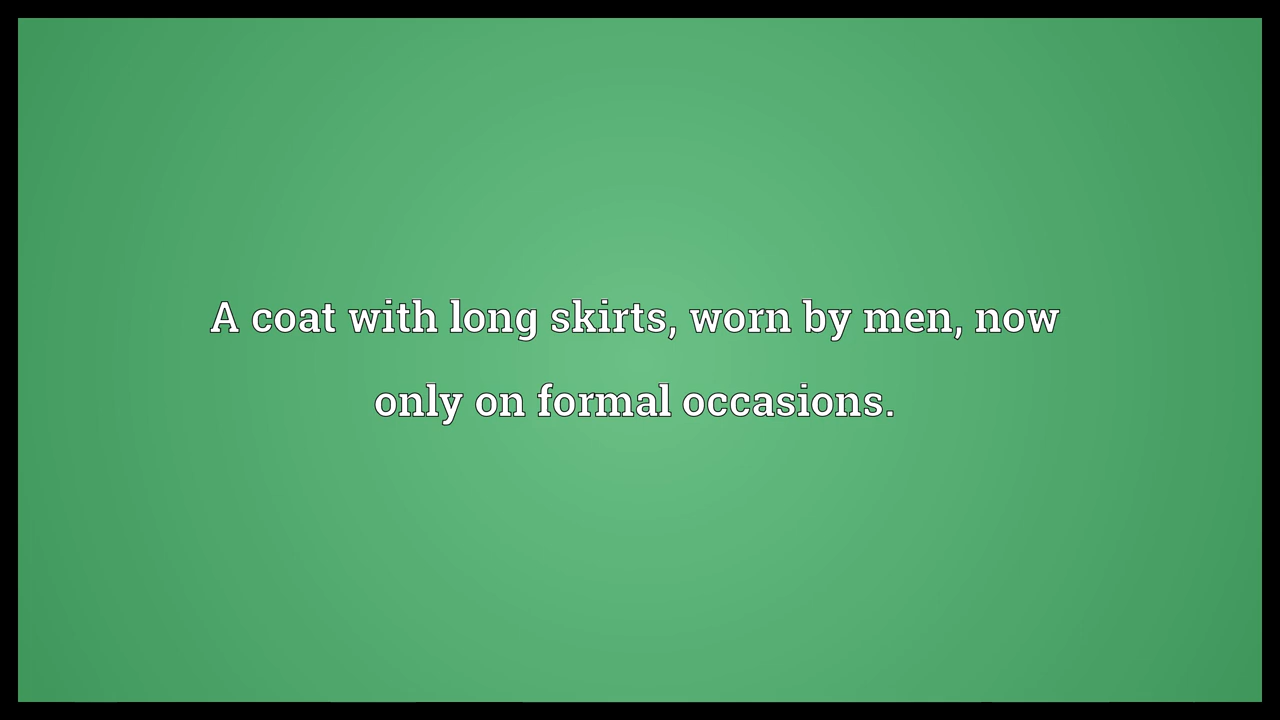 A coat with long skirts, worn by men, now
only on formal occasions.